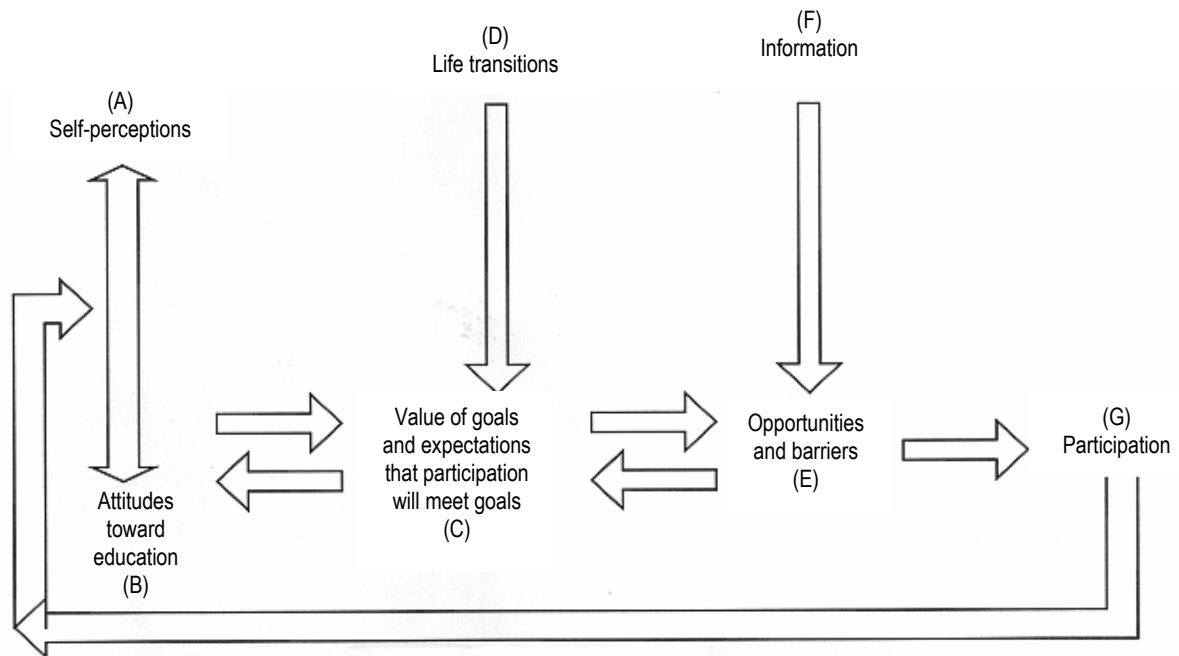 (D)
Life transitions
(F)
Information
(A)
Self-perceptions
Value of goals
and expectations
that participation
will meet goals
(C)
Opportunities
and barriers
(E)
(G)
Participation
Attitudes
toward
education
(B)